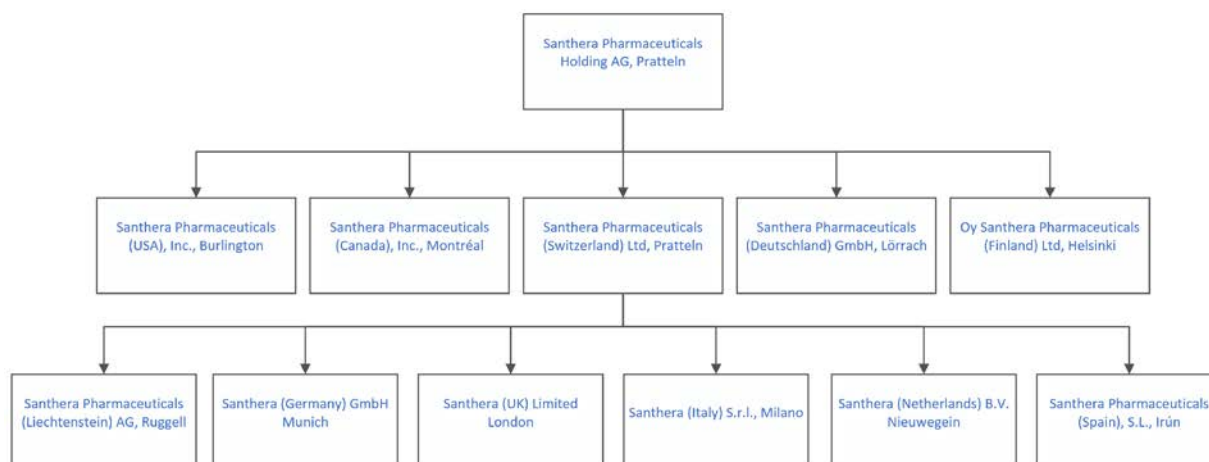 Santhera Pharmaceuticals
Holding AG, Pratteln
Santhera Pharmaceuticals
(USA), Inc., Burlington
Santhera Pharmaceuticals
(Canada), Inc., Montréal
Santhera Pharmaceuticals
(Switzerland) Ltd, Pratteln
Santhera Pharmaceuticals
(Deutschland) GmbH, Lörrach
Oy Santhera Pharmaceuticals
(Finland) Ltd, Helsinki
Santhera Pharmaceuticals
(Liechtenstein) AG, Ruggell
Santhera (Germany) GmbH
Munich
Santhera (UK) Limited
London
Santhera (Italy) S.r.l., Milano
Santhera (Netherlands) B.V.
Nieuwegein
Santhera Pharmaceuticals
(Spain), S.L., Irún